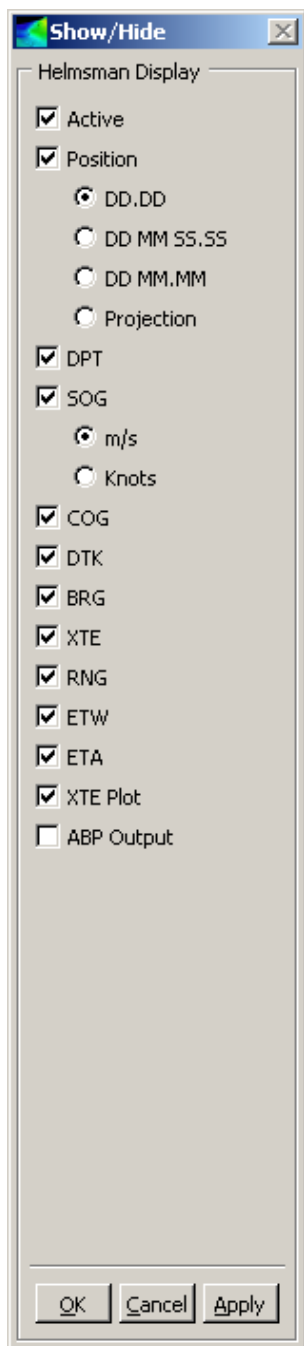 Show/Hide
Helmsman Display
Active
Position
DD.DD
DD MM SS.SS
DD MM.MM
Projection
DPT
SOG
m/s
Knots
COG
DTK
BRG
XTE
RNG
ETW
ETA
XTE Plot
ABP Output
OK Cancel Apply